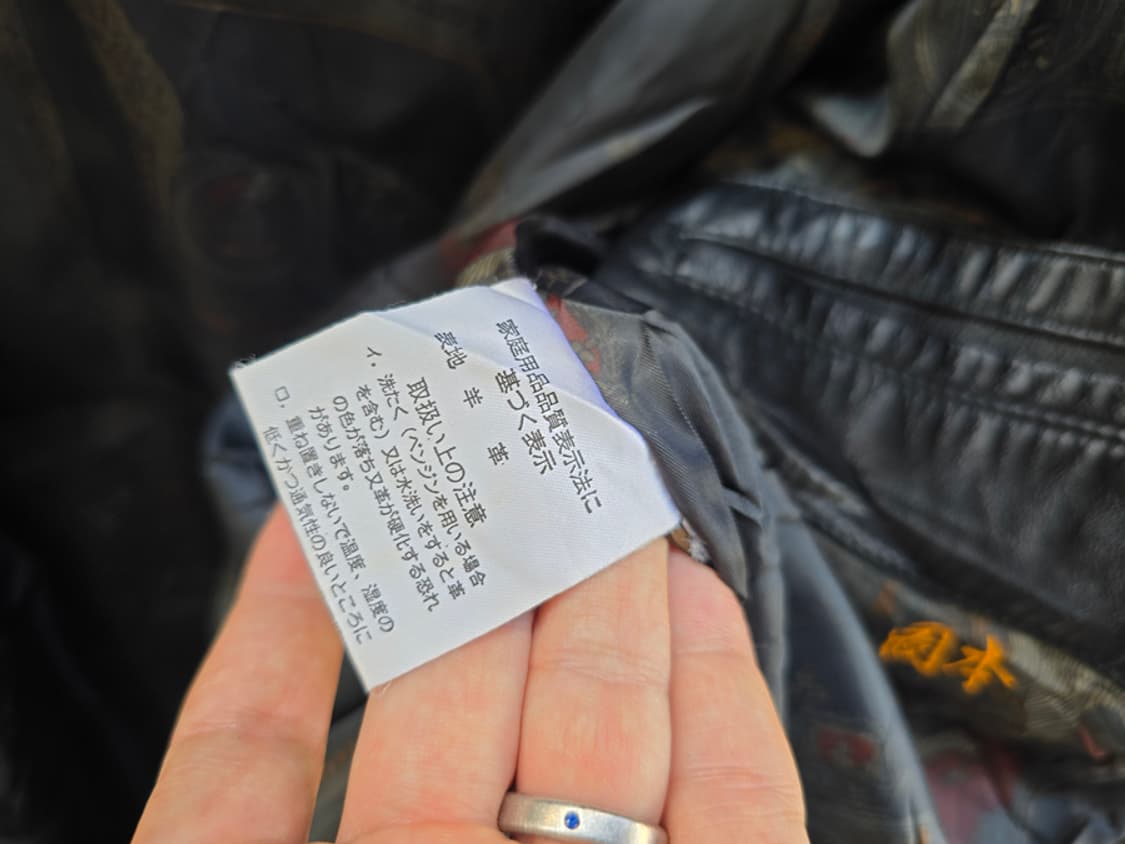 家庭用品品質表示法に
基づく表示
表地 羊 革
取扱い上の注意
イ．洗たく（ベンジンを用いる場合
を含む）又は水洗いをすると革
の色が落ち又革が硬化する恐れ
があります。
ロ．重ね置きしないで温度、湿度の
低くかつ通気性の良いところに